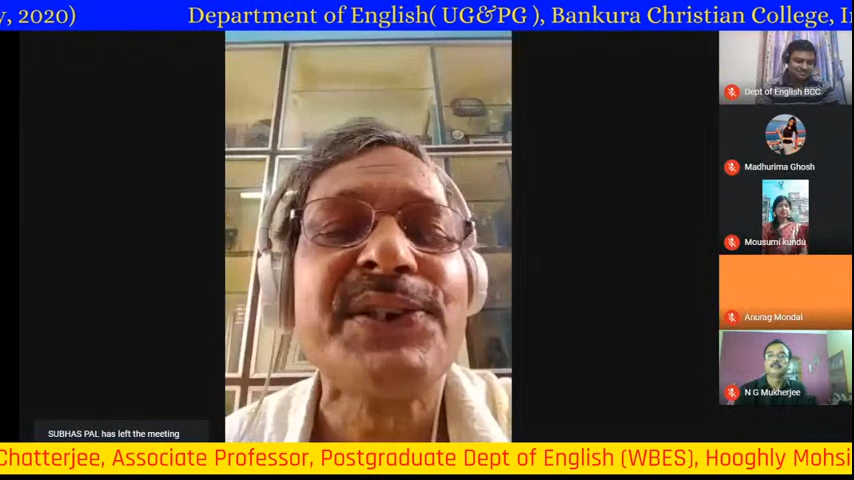 y, 2020) Department of English( UG&PG ), Bankura Christian College, In
Dept of English BCC
Madhurima Ghosh
Mousumi kundu
Anurag Mondal
N G Mukherjee
SUBHAS PAL has left the meeting
Chatterjee, Associate Professor, Postgraduate Dept of English (WBES), Hooghly Mohsi